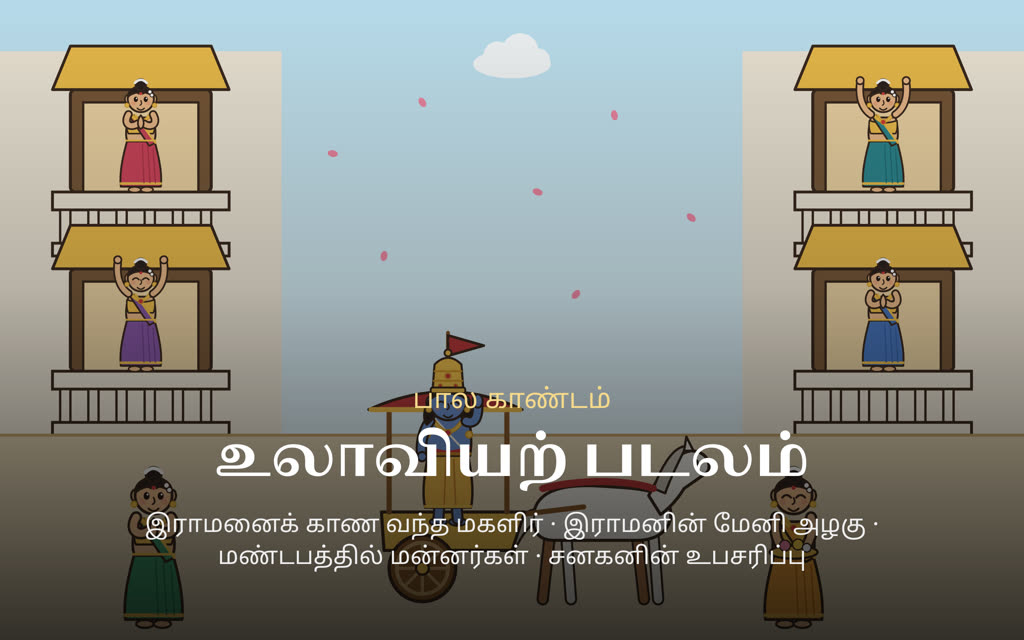 பால காண்டம்
உலாவியற் படலம்
இராமனைக் காண வந்த மகளிர் · இராமனின் மேனி அழகு ·
மண்டபத்தில் மன்னர்கள் · சனகனின் உபசரிப்பு